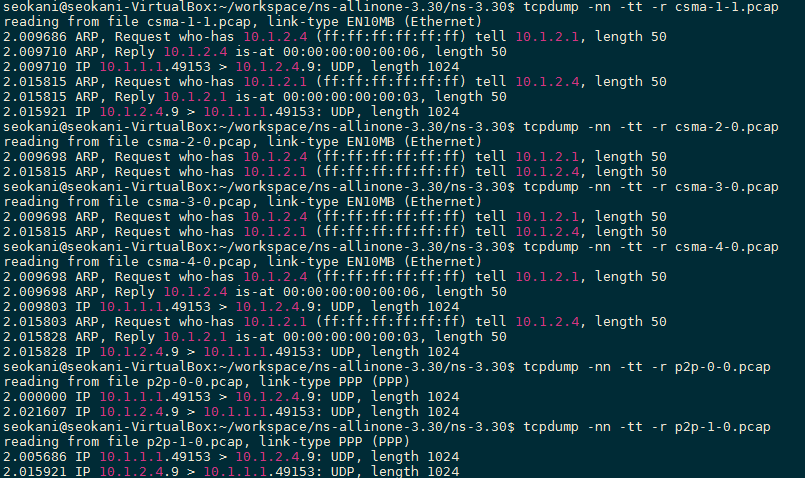 seokani@seokani-VirtualBox:~/workspace/ns-allinone-3.30/ns-3.30$ tcpdump -nn -tt -r csma-1-1.pcap
reading from file csma-1-1.pcap, link-type EN10MB (Ethernet)
2.009686 ARP, Request who-has 10.1.2.4 (ff:ff:ff:ff:ff:ff) tell 10.1.2.1, length 50
2.009710 ARP, Reply 10.1.2.4 is-at 00:00:00:00:00:06, length 50
2.009710 IP 10.1.1.1.49153 > 10.1.2.4.9: UDP, length 1024
2.015815 ARP, Request who-has 10.1.2.1 (ff:ff:ff:ff:ff:ff) tell 10.1.2.4, length 50
2.015815 ARP, Reply 10.1.2.1 is-at 00:00:00:00:00:03, length 50
2.015921 IP 10.1.2.4.9 > 10.1.1.1.49153: UDP, length 1024
seokani@seokani-VirtualBox:~/workspace/ns-allinone-3.30/ns-3.30$ tcpdump -nn -tt -r csma-2-0.pcap
reading from file csma-2-0.pcap, link-type EN10MB (Ethernet)
2.009698 ARP, Request who-has 10.1.2.4 (ff:ff:ff:ff:ff:ff) tell 10.1.2.1, length 50
2.015815 ARP, Request who-has 10.1.2.1 (ff:ff:ff:ff:ff:ff) tell 10.1.2.4, length 50
seokani@seokani-VirtualBox:~/workspace/ns-allinone-3.30/ns-3.30$ tcpdump -nn -tt -r csma-3-0.pcap
reading from file csma-3-0.pcap, link-type EN10MB (Ethernet)
2.009698 ARP, Request who-has 10.1.2.4 (ff:ff:ff:ff:ff:ff) tell 10.1.2.1, length 50
2.015815 ARP, Request who-has 10.1.2.1 (ff:ff:ff:ff:ff:ff) tell 10.1.2.4, length 50
seokani@seokani-VirtualBox:~/workspace/ns-allinone-3.30/ns-3.30$ tcpdump -nn -tt -r csma-4-0.pcap
reading from file csma-4-0.pcap, link-type EN10MB (Ethernet)
2.009698 ARP, Request who-has 10.1.2.4 (ff:ff:ff:ff:ff:ff) tell 10.1.2.1, length 50
2.009698 ARP, Reply 10.1.2.4 is-at 00:00:00:00:00:06, length 50
2.009803 IP 10.1.1.1.49153 > 10.1.2.4.9: UDP, length 1024
2.015803 ARP, Request who-has 10.1.2.1 (ff:ff:ff:ff:ff:ff) tell 10.1.2.4, length 50
2.015828 ARP, Reply 10.1.2.1 is-at 00:00:00:00:00:03, length 50
2.015828 IP 10.1.2.4.9 > 10.1.1.1.49153: UDP, length 1024
seokani@seokani-VirtualBox:~/workspace/ns-allinone-3.30/ns-3.30$ tcpdump -nn -tt -r p2p-0-0.pcap
reading from file p2p-0-0.pcap, link-type PPP (PPP)
2.000000 IP 10.1.1.1.49153 > 10.1.2.4.9: UDP, length 1024
2.021607 IP 10.1.2.4.9 > 10.1.1.1.49153: UDP, length 1024
seokani@seokani-VirtualBox:~/workspace/ns-allinone-3.30/ns-3.30$ tcpdump -nn -tt -r p2p-1-0.pcap
reading from file p2p-1-0.pcap, link-type PPP (PPP)
2.005686 IP 10.1.1.1.49153 > 10.1.2.4.9: UDP, length 1024
2.015921 IP 10.1.2.4.9 > 10.1.1.1.49153: UDP, length 1024